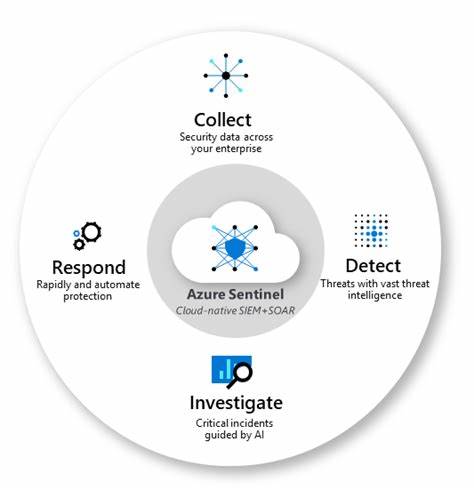 Collect
Security data across
your enterprise
Respond
Rapidly and automate
protection
Azure Sentinel
Cloud-native SIEM+SOAR
Detect
Threats with vast threat
intelligence
Investigate
Critical incidents
guided by AI